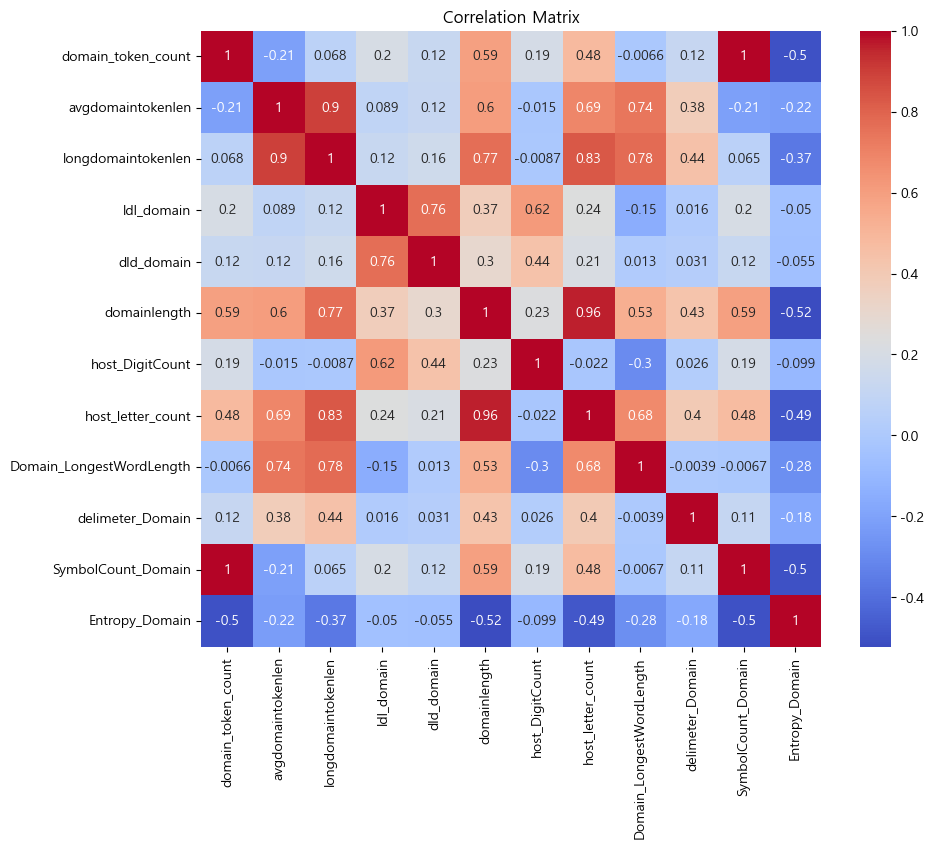 Correlation Matrix
domain_token_count 1 -0.21 0.068 0.2 0.12 0.59 0.19 0.48 -0.0066 0.12 1 -0.5
avgdomaintokenlen -0.21 1 0.9 0.089 0.12 0.6 -0.015 0.69 0.74 0.38 -0.21 -0.22
longdomaintokenlen 0.068 0.9 1 0.12 0.16 0.77 -0.0087 0.83 0.78 0.44 0.065 -0.37
ldl_domain 0.2 0.089 0.12 1 0.76 0.37 0.62 0.24 -0.15 0.016 0.2 -0.05
dld_domain 0.12 0.12 0.16 0.76 1 0.3 0.44 0.21 0.013 0.031 0.12 -0.055
domainlength 0.59 0.6 0.77 0.37 0.3 1 0.23 0.96 0.53 0.43 0.59 -0.52
host_DigitCount 0.19 -0.015 -0.0087 0.62 0.44 0.23 1 -0.022 -0.3 0.026 0.19 -0.099
host_letter_count 0.48 0.69 0.83 0.24 0.21 0.96 -0.022 1 0.68 0.4 0.48 -0.49
Domain_LongestWordLength -0.0066 0.74 0.78 -0.15 0.013 0.53 -0.3 0.68 1 -0.0039 -0.0067 -0.28
delimeter_Domain 0.12 0.38 0.44 0.016 0.031 0.43 0.026 0.4 -0.0039 1 0.11 -0.18
SymbolCount_Domain 1 -0.21 0.065 0.2 0.12 0.59 0.19 0.48 -0.0067 0.11 1 -0.5
Entropy_Domain -0.5 -0.22 -0.37 -0.05 -0.055 -0.52 -0.099 -0.49 -0.28 -0.18 -0.5 1
domain_token_count
avgdomaintokenlen
longdomaintokenlen
ldl_domain
dld_domain
domainlength
host_DigitCount
host_letter_count
Domain_LongestWordLength
delimeter_Domain
SymbolCount_Domain
Entropy_Domain
1.0
0.8
0.6
0.4
0.2
0.0
-0.2
-0.4